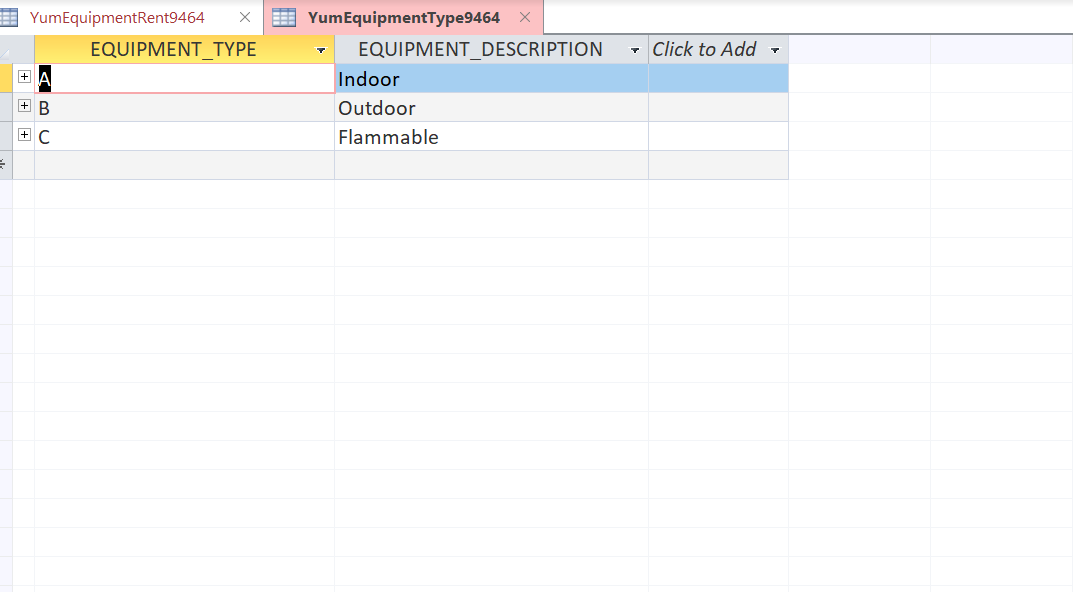 YumEquipmentRent9464 YumEquipmentType9464
EQUIPMENT_TYPE EQUIPMENT_DESCRIPTION Click to Add
A Indoor
B Outdoor
C Flammable